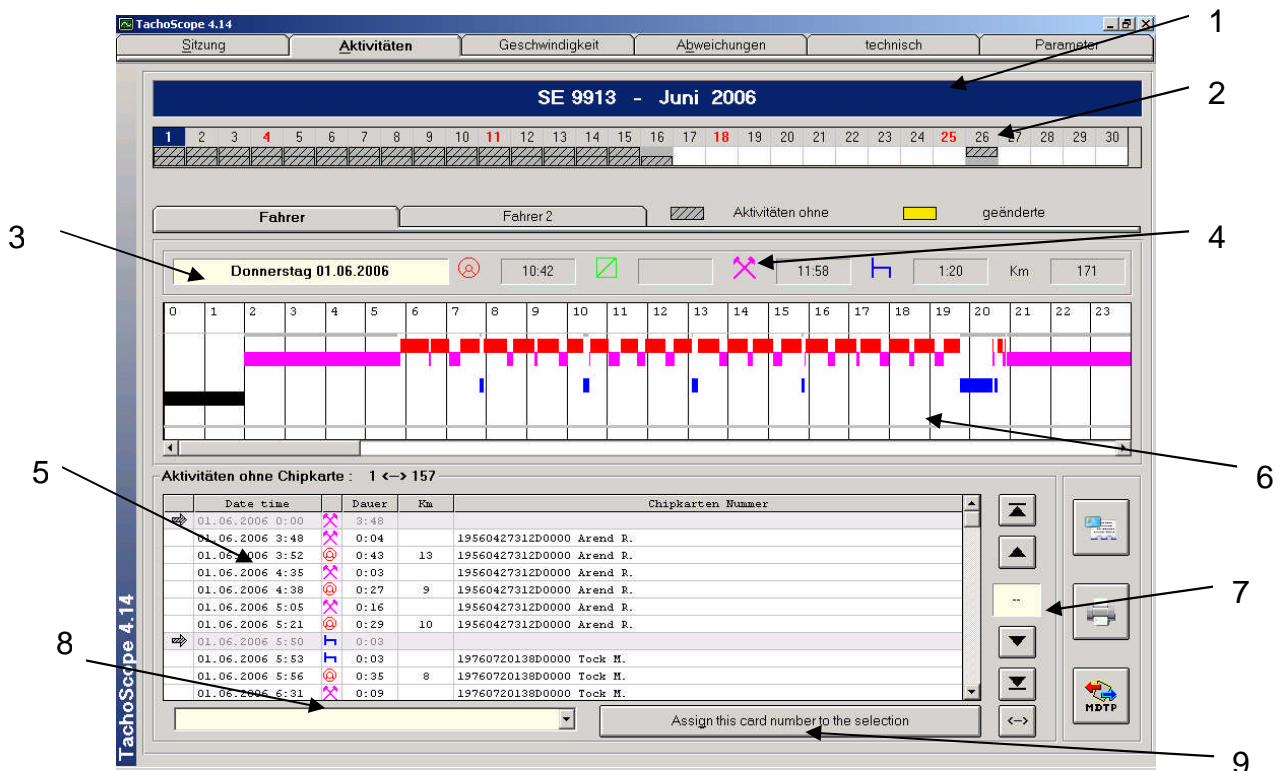 TachoScope 4.14
1
Sitzung Aktivitäten Geschwindigkeit Abweichungen technisch Parameter
SE 9913 - Juni 2006
2
1 2 3 4 5 6 7 8 9 10 11 12 13 14 15 16 17 18 19 20 21 22 23 24 25 26 27 28 29 30
Fahrer Fahrer 2 Aktivitäten ohne geänderte
3
4
Donnerstag 01.06.2006 10:42 11:58 1:20 Km 171
0 1 2 3 4 5 6 7 8 9 10 11 12 13 14 15 16 17 18 19 20 21 22 23
5
6
Aktivitäten ohne Chipkarte : 1 <--> 157
Date time Dauer Km Chipkarten Nummer
01.06.2006 0:00 3:48
01.06.2006 3:48 0:04 19560427312D0000 Arend R.
01.06.2006 3:52 0:43 13 19560427312D0000 Arend R.
01.06.2006 4:35 0:03 19560427312D0000 Arend R.
01.06.2006 4:38 0:27 9 19560427312D0000 Arend R.
01.06.2006 5:05 0:16 19560427312D0000 Arend R.
01.06.2006 5:21 0:29 10 19560427312D0000 Arend R.
01.06.2006 5:50 0:03
01.06.2006 5:53 0:03 19760720138D0000 Tock M.
01.06.2006 5:56 0:35 8 19760720138D0000 Tock M.
01.06.2006 6:31 0:09 19760720138D0000 Tock M.
--
7
8
MDTP
Assign this card number to the selection
<-->
9
TachoScope 4.14